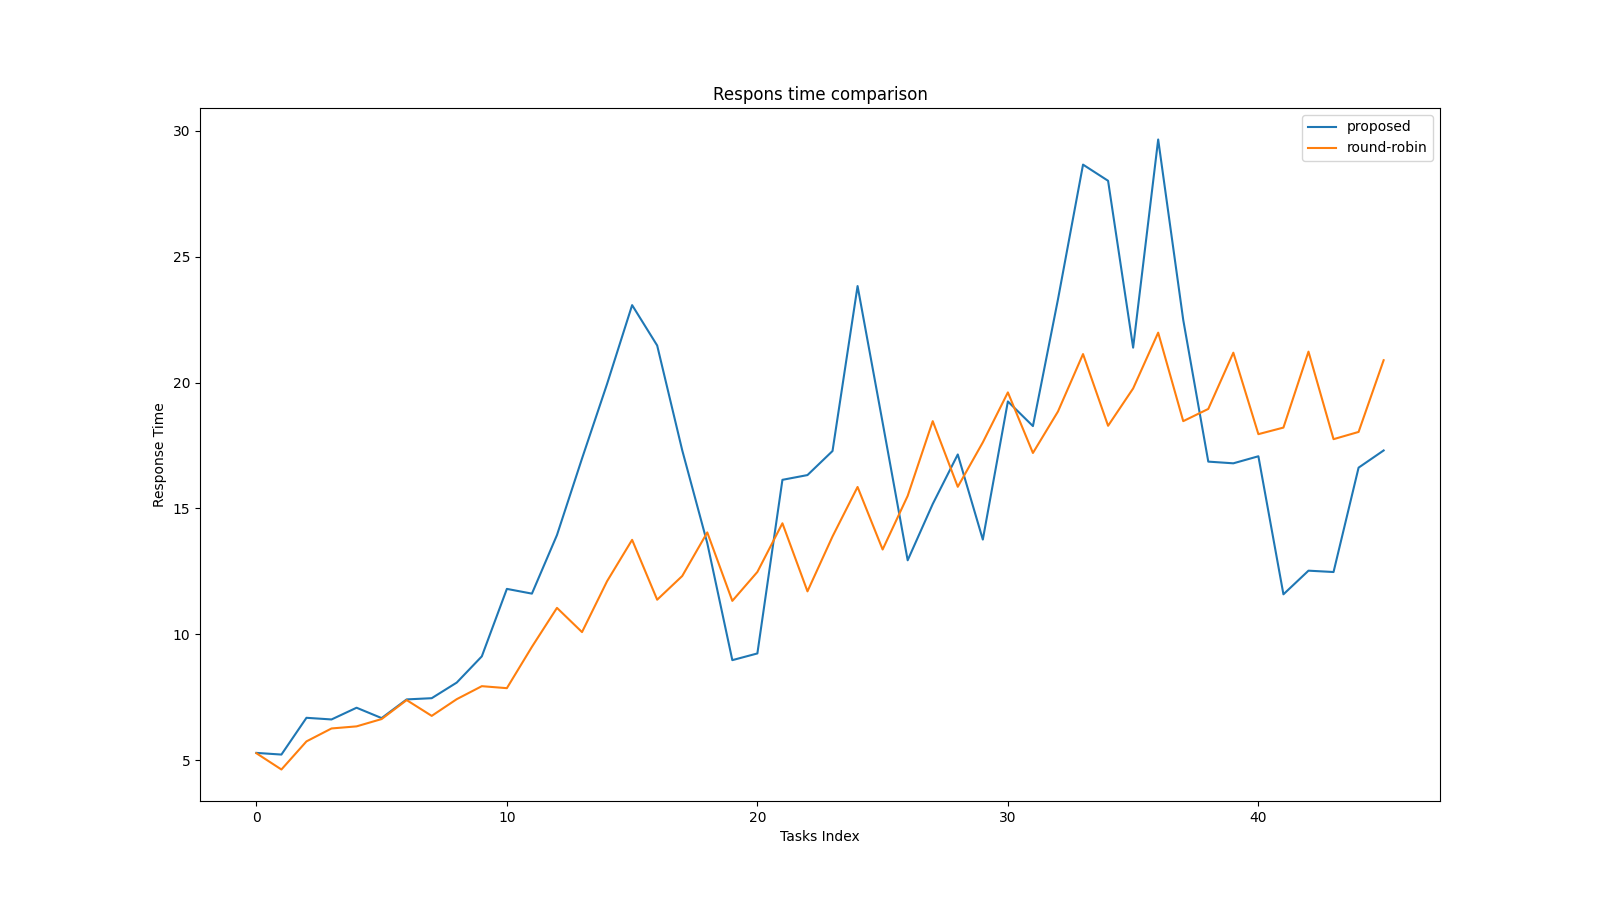 Respons time comparison
proposed
round-robin
Response Time
30
25
20
15
10
5
0 10 20 30 40
Tasks Index